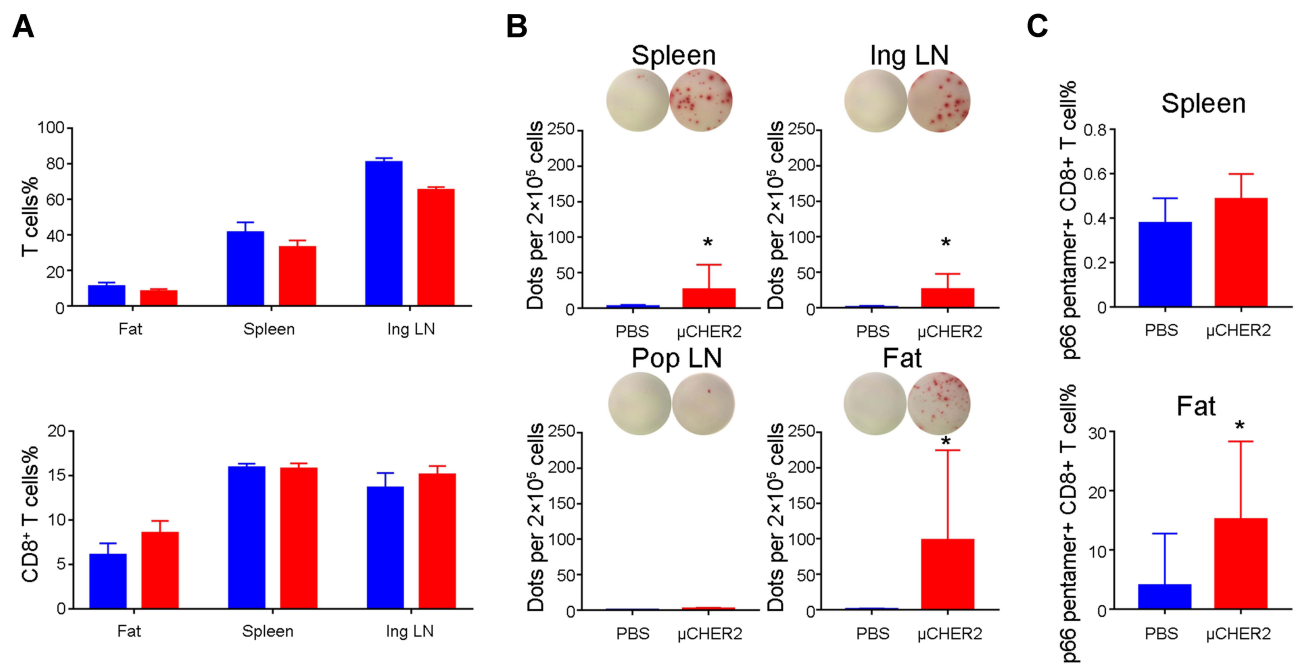 A
B
C
T cells%
100
80
60
40
20
0
Fat Spleen Ing LN
CD8⁺ T cells%
20
15
10
5
0
Fat Spleen Ing LN
Spleen
Dots per 2×10⁵ cells
250
200
150
100
50
0
*
PBS µCHER2
Ing LN
Dots per 2×10⁵ cells
250
200
150
100
50
0
*
PBS µCHER2
Pop LN
Dots per 2×10⁵ cells
250
200
150
100
50
0
PBS µCHER2
Fat
Dots per 2×10⁵ cells
250
200
150
100
50
0
*
PBS µCHER2
Spleen
p66 pentamer+ CD8+ T cell%
0.8
0.6
0.4
0.2
0
PBS µCHER2
Fat
p66 pentamer+ CD8+ T cell%
30
20
10
0
*
PBS µCHER2